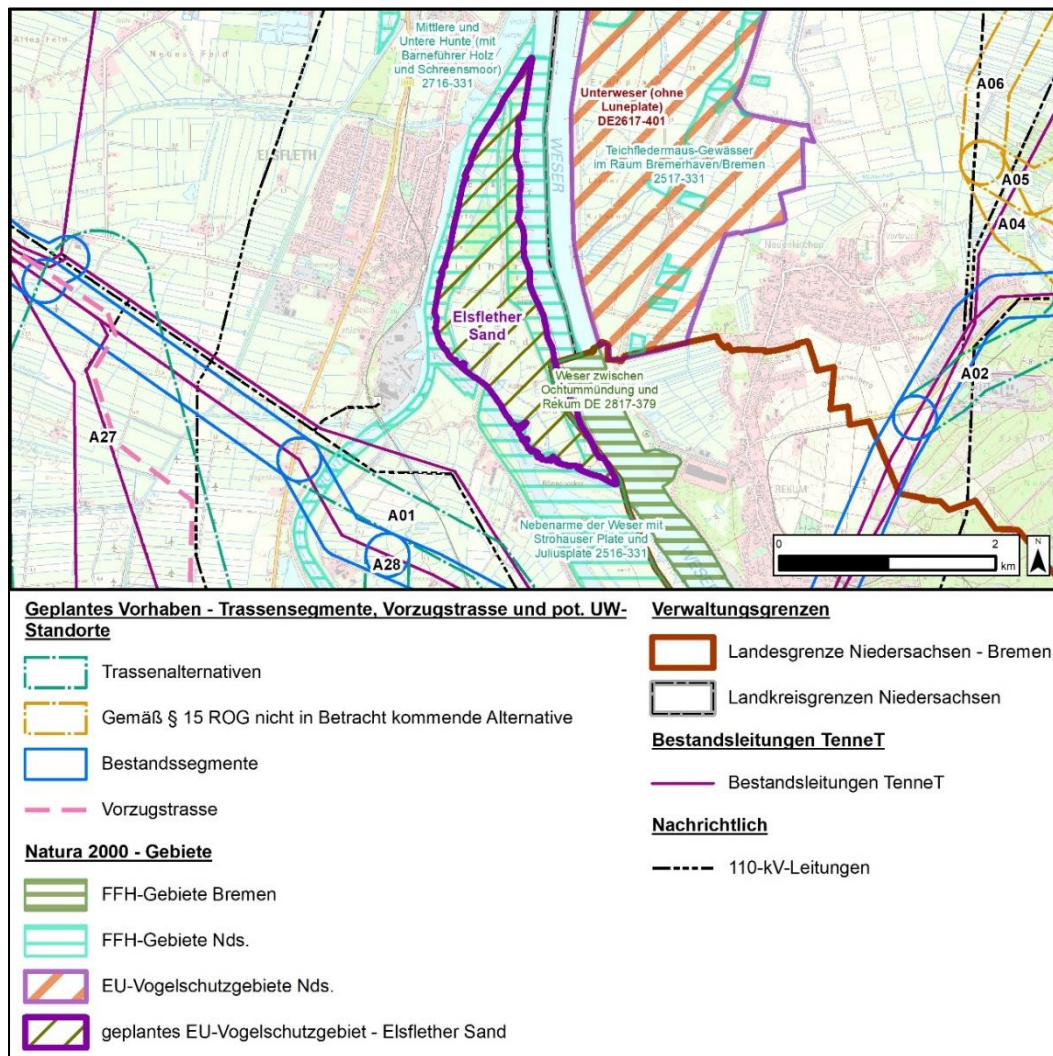 Mittlere und
Untere Hunte (mit
Barneführer Holz
und Schreensmoor)
2716-331
Unterweser (ohne
Luneplate)
DE2617-401
Teichfledermaus-Gewässer
im Raum Bremerhaven/Bremen
2517-331
WESER
ELSFLETH
Neuenkirchen
A06
A05
A04
Elsflether
Sand
Weser zwischen
Ochtummündung und
Rekum DE 2817-379
A02
A27
REKUM
A01
Nebenarme der Weser mit
Strohauser Plate und
Juliusplate 2516-331
A28
WESER
0 2
km
N
Geplantes Vorhaben - Trassensegmente, Vorzugstrasse und pot. UW-
Standorte
Trassenalternativen
Gemäß § 15 ROG nicht in Betracht kommende Alternative
Bestandssegmente
Vorzugstrasse
Natura 2000 - Gebiete
FFH-Gebiete Bremen
FFH-Gebiete Nds.
EU-Vogelschutzgebiete Nds.
geplantes EU-Vogelschutzgebiet - Elsflether Sand
Verwaltungsgrenzen
Landesgrenze Niedersachsen - Bremen
Landkreisgrenzen Niedersachsen
Bestandsleitungen TenneT
Bestandsleitungen TenneT
Nachrichtlich
110-kV-Leitungen